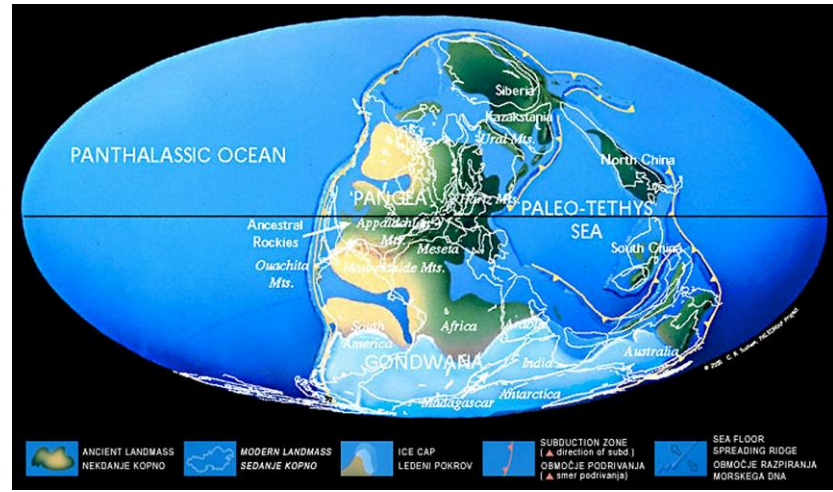 Siberia
Kazakstania
Ural Mts.
PANTHALASSIC OCEAN
North China
PANGEA
Hartz Mts.
PALEO-TETHYS
SEA
Ancestral
Rockies
Appalachian
Mts.
Meseta
South China
Ouachita
Mts.
Mauretanide Mts.
South
America
Africa
Arabia
GONDWANA
India
Australia
Antarctica
Madagascar
ANCIENT LANDMASS
NEKDANJE KOPNO
MODERN LANDMASS
SEDANJE KOPNO
ICE CAP
LEDENI POKROV
SUBDUCTION ZONE
( ▲ direction of subd.)
OBMOČJE PODRIVANJA
(▲ smer podrivanja)
SEA FLOOR
SPREADING RIDGE
OBMOČJE RAZPIRANJA
MORSKEGA DNA